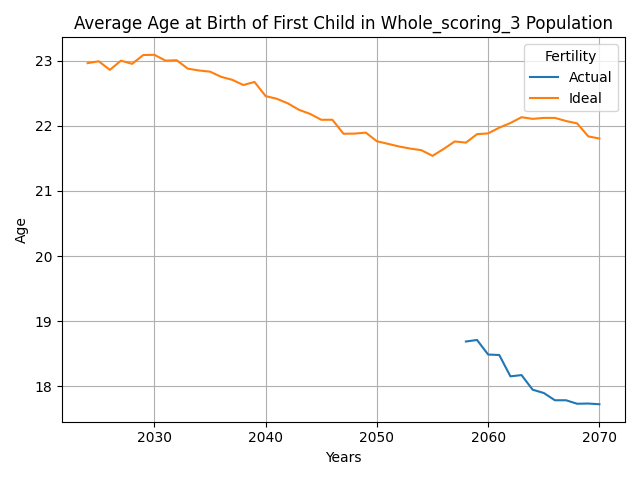 Average Age at Birth of First Child in Whole_scoring_3 Population
Fertility
Actual
Ideal
Age
23
22
21
20
19
18
2030
2040
2050
2060
2070
Years